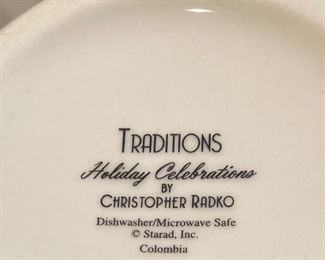 TRADITIONS
Holiday Celebrations
BY
CHRISTOPHER RADKO
Dishwasher/Microwave Safe
© Starad, Inc.
Colombia